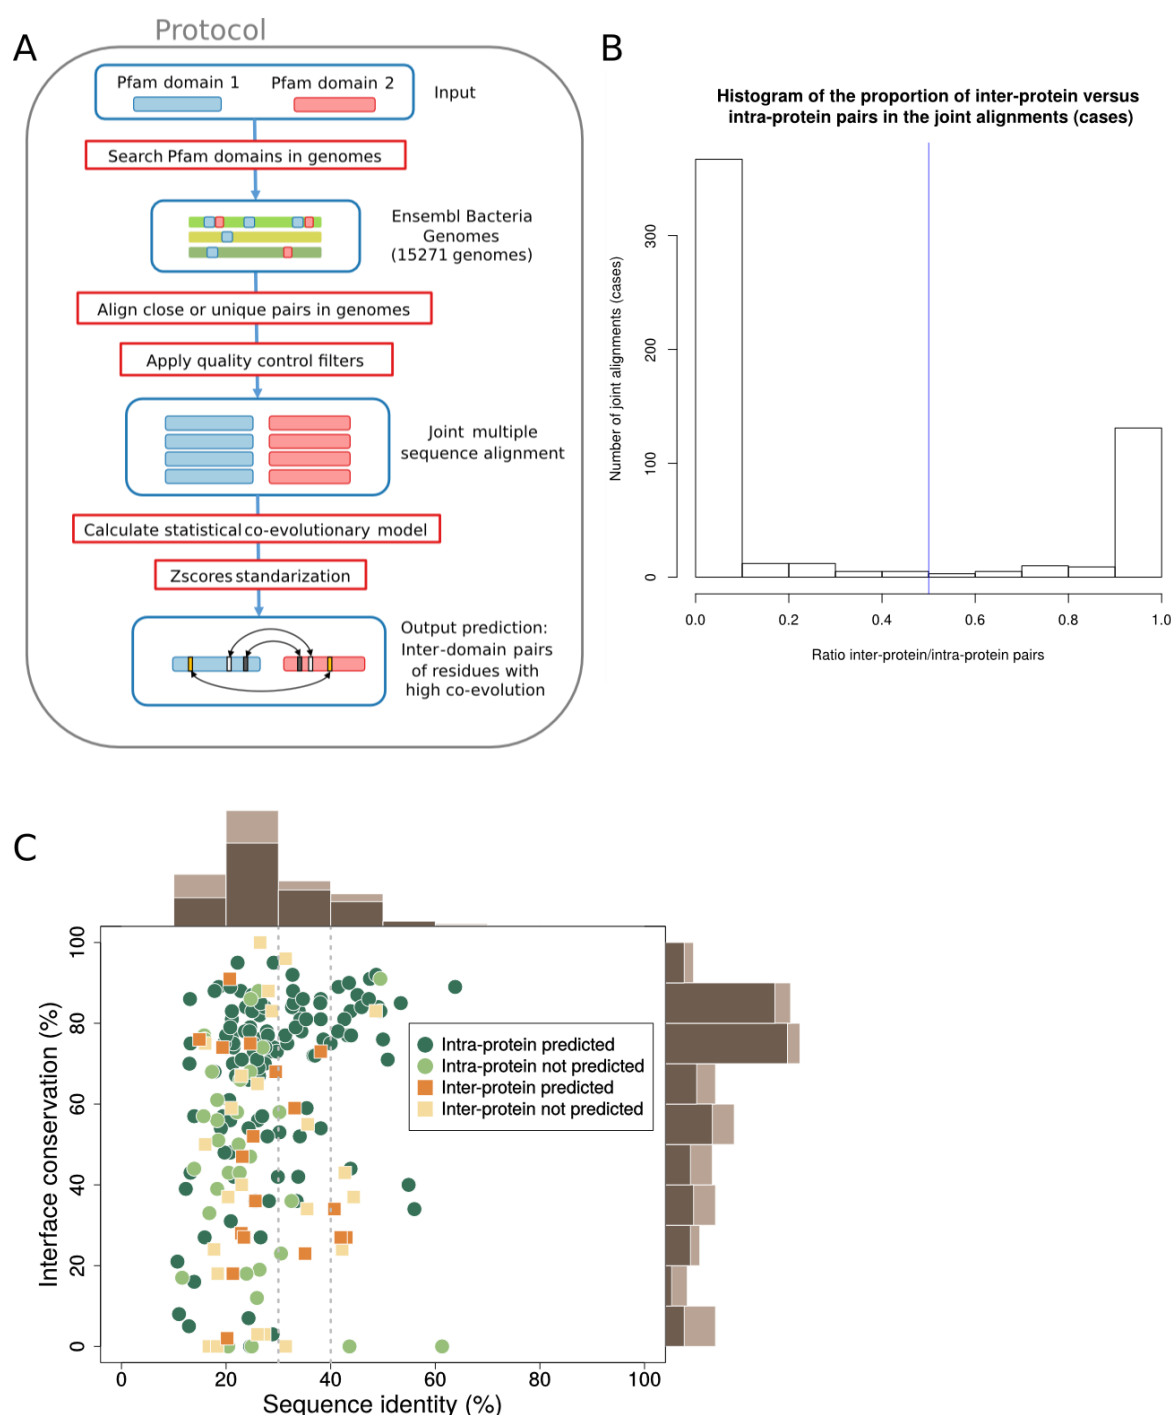 A
Protocol
Pfam domain 1
Pfam domain 2
Input
Search Pfam domains in genomes
Ensembl Bacteria
Genomes
(15271 genomes)
Align close or unique pairs in genomes
Apply quality control filters
Joint multiple
sequence alignment
Calculate statistical co-evolutionary model
Zscores standarization
Output prediction:
Inter-domain pairs
of residues with
high co-evolution
B
Histogram of the proportion of inter-protein versus
intra-protein pairs in the joint alignments (cases)
Number of joint alignments (cases)
300
200
100
0
0.0
0.2
0.4
0.6
0.8
1.0
Ratio inter-protein/intra-protein pairs
C
Interface conservation (%)
100
80
60
40
20
0
Intra-protein predicted
Intra-protein not predicted
Inter-protein predicted
Inter-protein not predicted
0
20
40
60
80
100
Sequence identity (%)